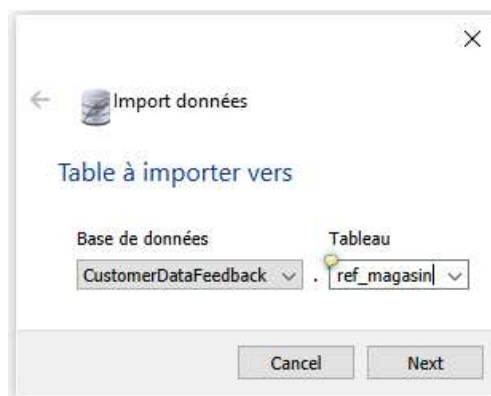 Import données
Table à importer vers
Base de données Tableau
CustomerDataFeedback . ref_magasin
Cancel Next